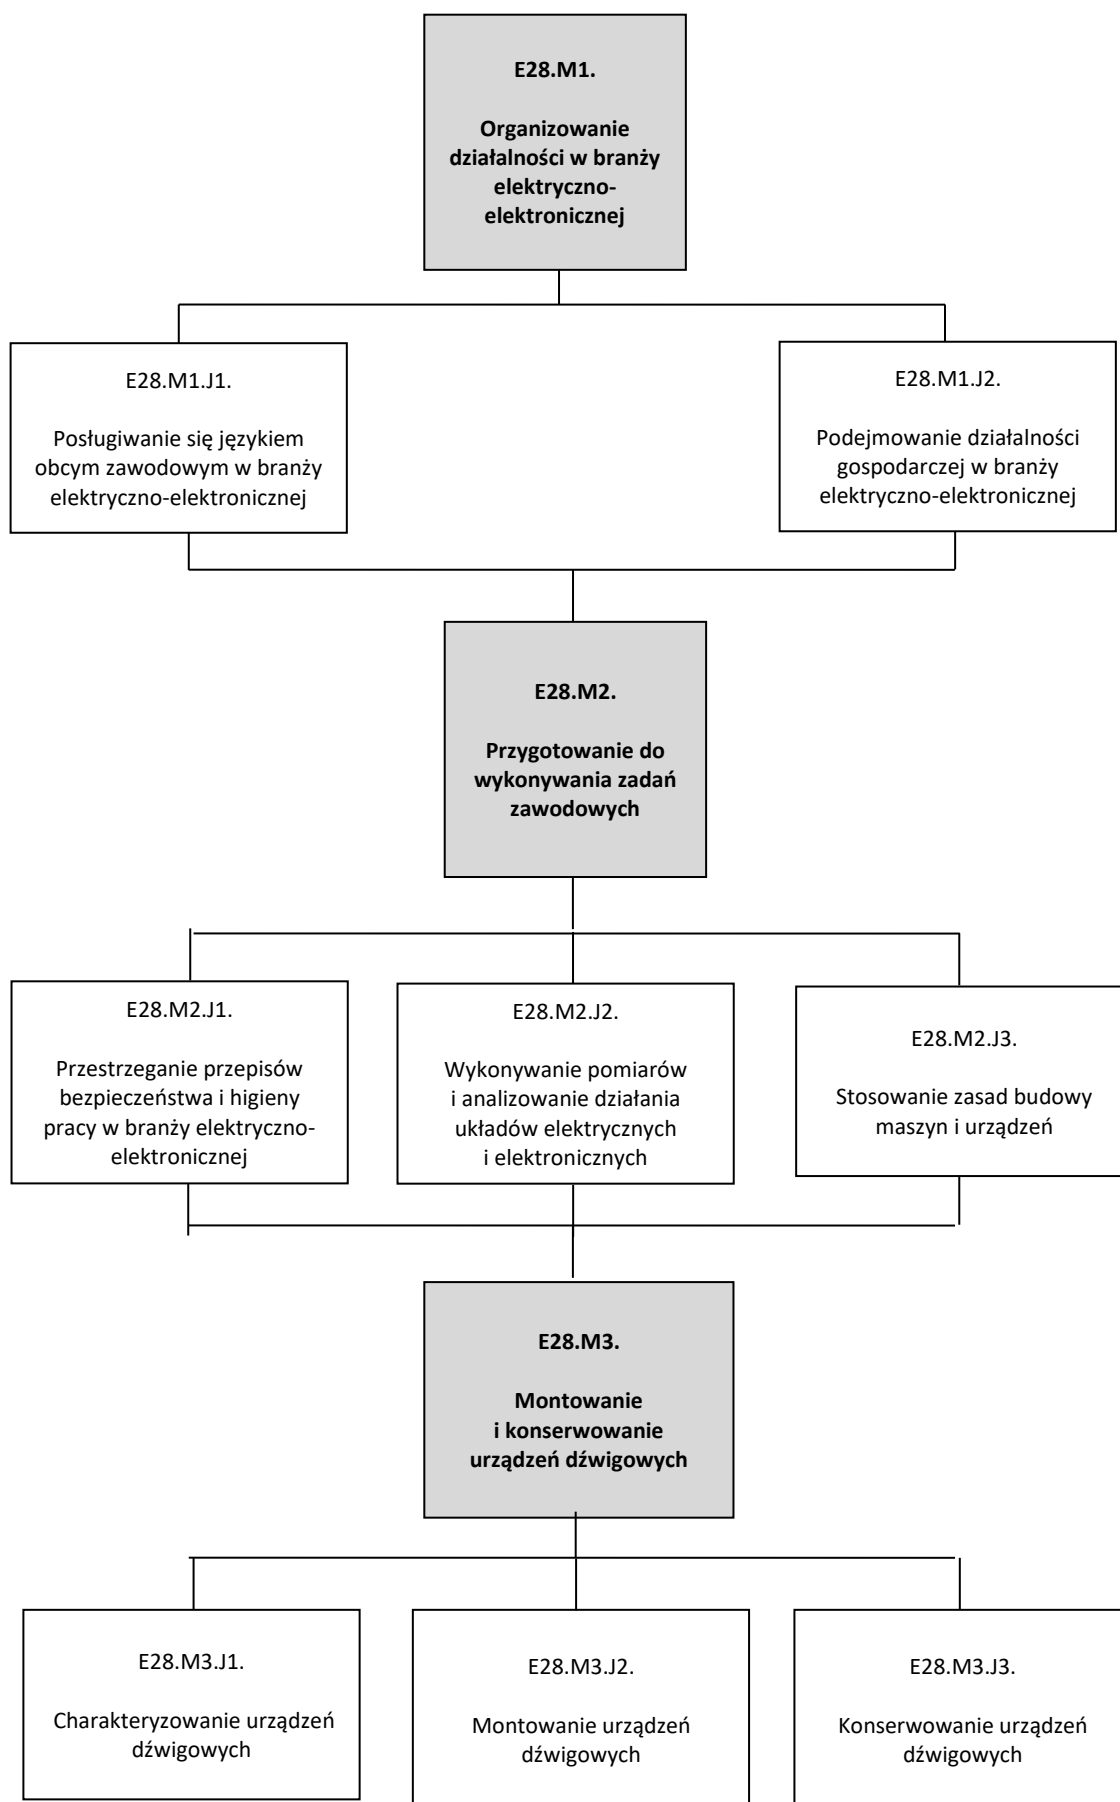 E28.M1.
Organizowanie
działalności w branży
elektryczno-
elektronicznej
E28.M1.J1.
Posługiwanie się językiem
obcym zawodowym w branży
elektryczno-elektronicznej
E28.M1.J2.
Podejmowanie działalności
gospodarczej w branży
elektryczno-elektronicznej
E28.M2.
Przygotowanie do
wykonywania zadań
zawodowych
E28.M2.J1.
Przestrzeganie przepisów
bezpieczeństwa i higieny
pracy w branży elektryczno-
elektronicznej
E28.M2.J2.
Wykonywanie pomiarów
i analizowanie działania
układów elektrycznych
i elektronicznych
E28.M2.J3.
Stosowanie zasad budowy
maszyn i urządzeń
E28.M3.
Montowanie
i konserwowanie
urządzeń dźwigowych
E28.M3.J1.
Charakteryzowanie urządzeń
dźwigowych
E28.M3.J2.
Montowanie urządzeń
dźwigowych
E28.M3.J3.
Konserwowanie urządzeń
dźwigowych